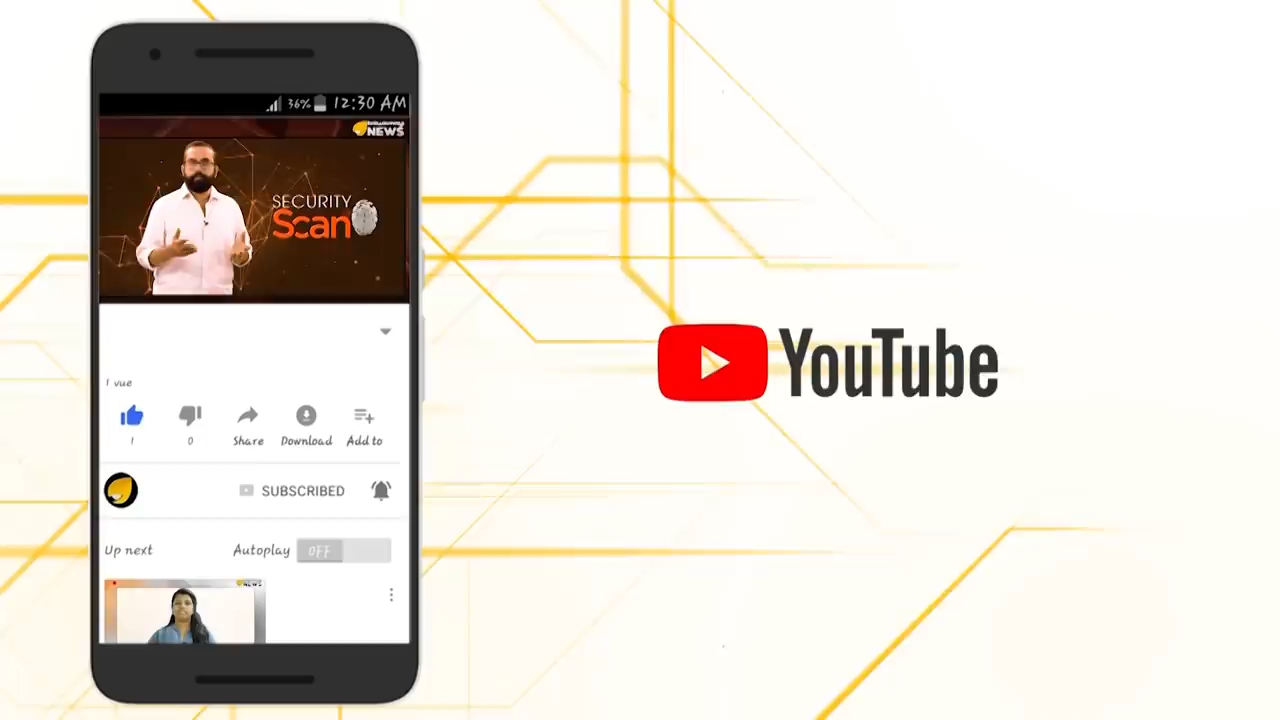 36% 12:30 AM
NEWS
SECURITY
Scan
1 vue
1 0 Share Download Add to
SUBSCRIBED
Up next Autoplay OFF
NEWS
YouTube